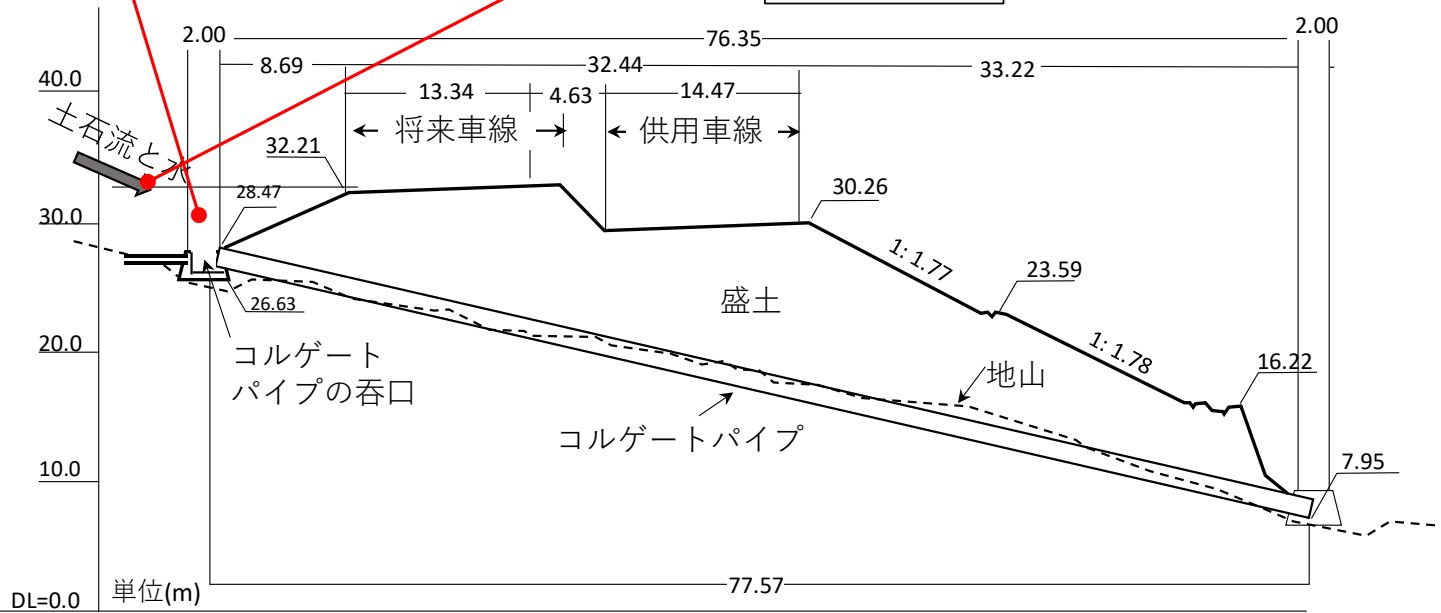 2.00
76.35
2.00
8.69
32.44
33.22
40.0
13.34
4.63
14.47
土石流と水
将来車線
供用車線
32.21
28.47
30.26
30.0
1: 1.77
23.59
26.63
盛土
20.0
コルゲート
パイプの呑口
1: 1.78
地山
16.22
コルゲートパイプ
10.0
7.95
77.57
単位(m)
DL=0.0